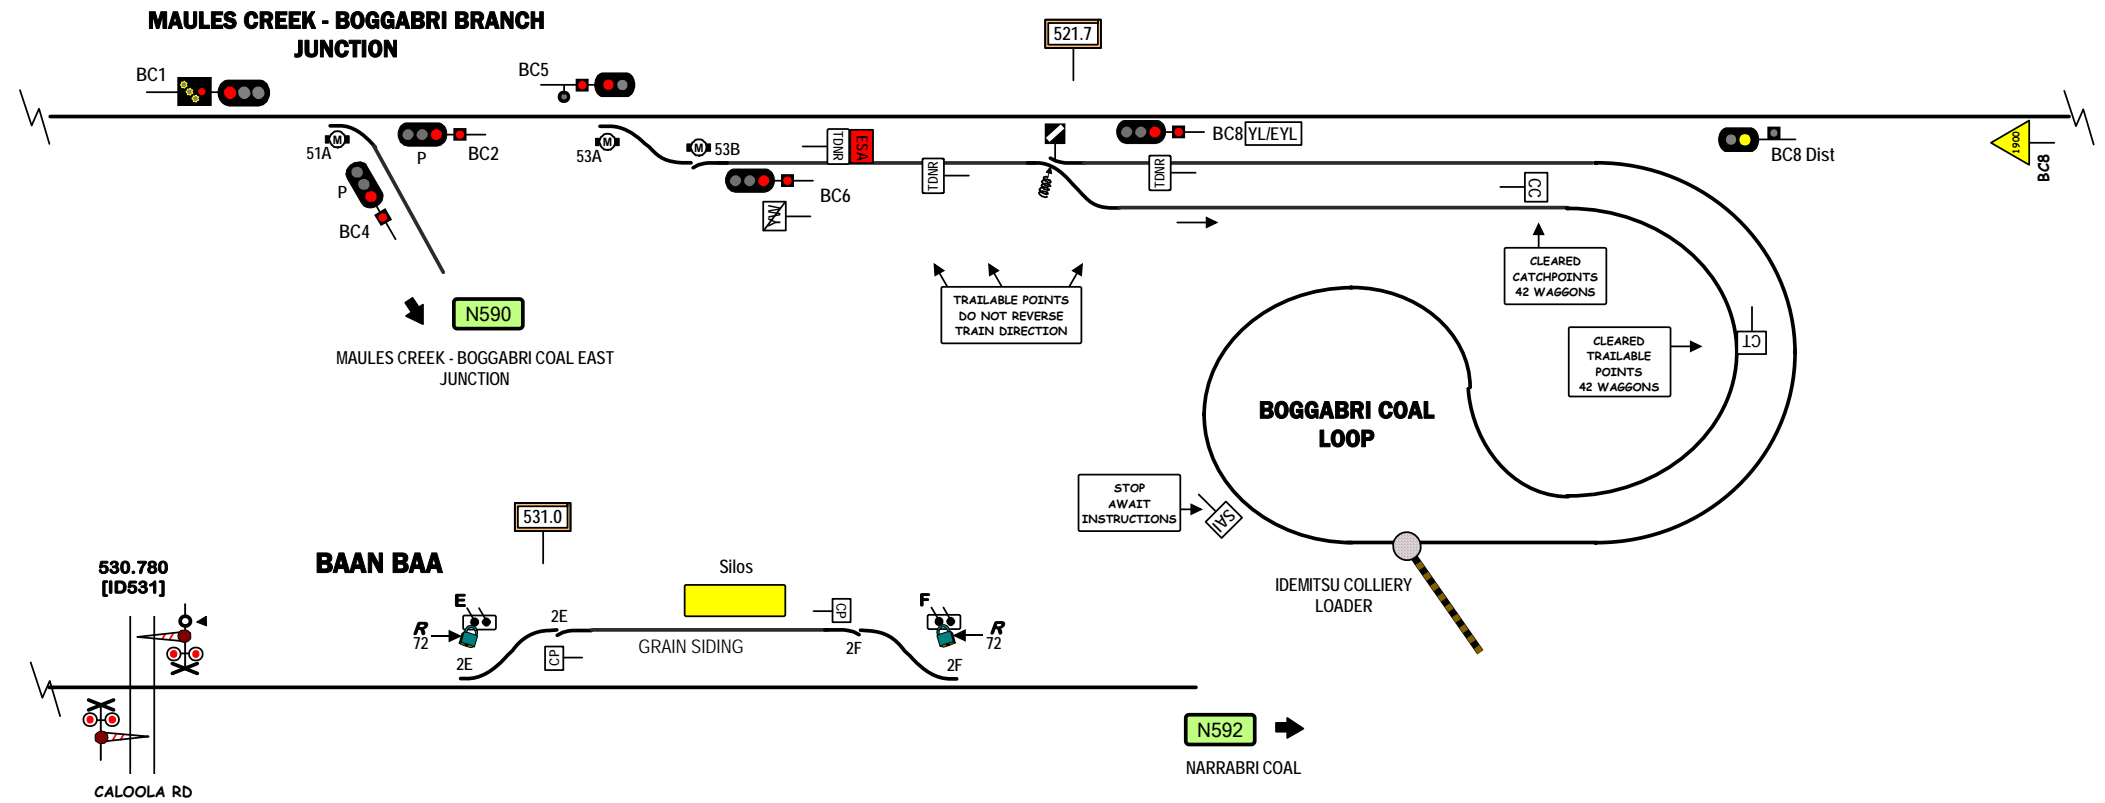 MAULES CREEK - BOGGABRI BRANCH
JUNCTION
521.7
BC1
BC5
51A
M
P
BC2
53A
M
M
53B
TDNR
ESA
TDNR
BC8
YL/EYL
TDNR
BC8 Dist
1900
BC8
P
BC4
BC6
CC
N590
MAULES CREEK - BOGGABRI COAL EAST
JUNCTION
TRAILABLE POINTS
DO NOT REVERSE
TRAIN DIRECTION
CLEARED
CATCHPOINTS
42 WAGGONS
CLEARED
TRAILABLE
POINTS
42 WAGGONS
CT
BOGGABRI COAL
LOOP
STOP
AWAIT
INSTRUCTIONS
SAI
IDEMITSU COLLIERY
LOADER
531.0
BAAN BAA
530.780
[ID531]
Silos
E
R
72
2E
2E
CP
GRAIN SIDING
CP
2F
F
R
72
2F
N592
NARRABRI COAL
CALOOLA RD